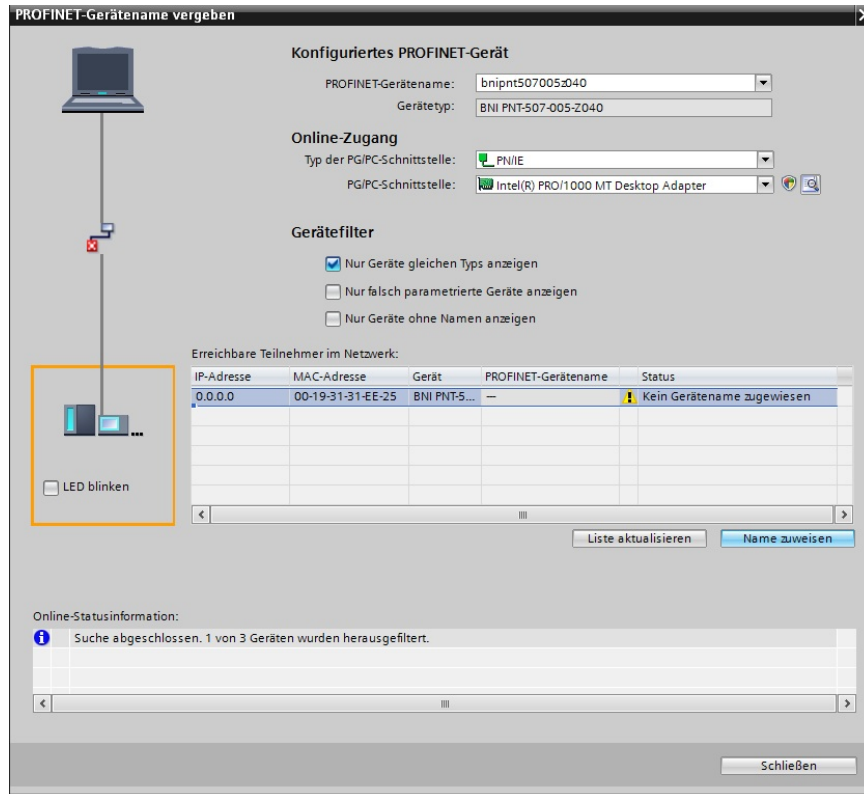 PROFINET-Gerätename vergeben
Konfiguriertes PROFINET-Gerät
PROFINET-Gerätename: bnipnt507005z040
Gerätetyp: BNI PNT-507-005-Z040
Online-Zugang
Typ der PG/PC-Schnittstelle: PN/IE
PG/PC-Schnittstelle: Intel(R) PRO/1000 MT Desktop Adapter
Gerätefilter
Nur Geräte gleichen Typs anzeigen
Nur falsch parametrierte Geräte anzeigen
Nur Geräte ohne Namen anzeigen
Erreichbare Teilnehmer im Netzwerk:
IP-Adresse MAC-Adresse Gerät PROFINET-Gerätename Status
0.0.0.0 00-19-31-31-EE-25 BNI PNT-5... — Kein Gerätename zugewiesen
...
LED blinken
Liste aktualisieren Name zuweisen
Online-Statusinformation:
Suche abgeschlossen. 1 von 3 Geräten wurden herausgefiltert.
Schließen